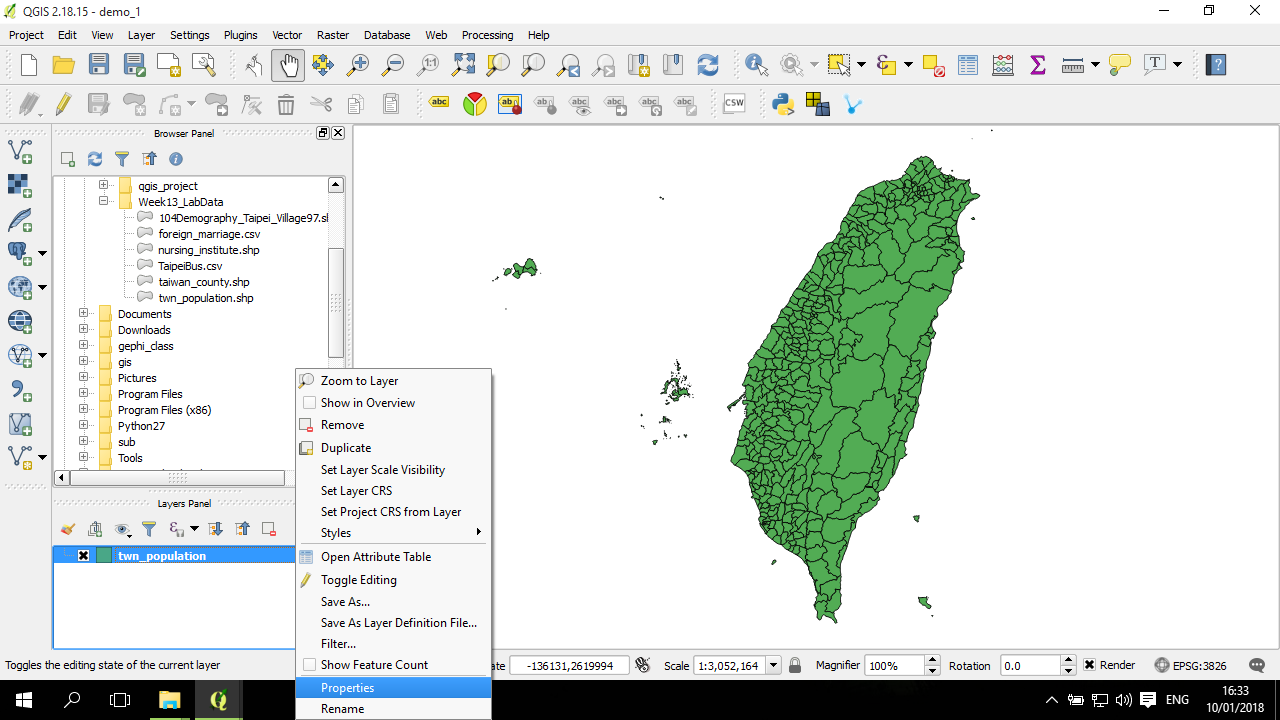 QGIS 2.18.15 - demo_1
Project Edit View Layer Settings Plugins Vector Raster Database Web Processing Help
Browser Panel
qgis_project
Week13_LabData
104Demography_Taipei_Village97.sl
foreign_marriage.csv
nursing_institute.shp
TaipeiBus.csv
taiwan_county.shp
twn_population.shp
Documents
Downloads
gephi_class
gis
Pictures
Program Files
Program Files (x86)
Python27
sub
Tools
Layers Panel
twn_population
Zoom to Layer
Show in Overview
Remove
Duplicate
Set Layer Scale Visibility
Set Layer CRS
Set Project CRS from Layer
Styles
Open Attribute Table
Toggle Editing
Save As...
Save As Layer Definition File...
Filter...
Show Feature Count
Properties
Rename
Toggles the editing state of the current layer
-136131,2619994 Scale 1:3,052,164 Magnifier 100% Rotation 0.0 Render EPSG:3826
ENG
16:33
10/01/2018